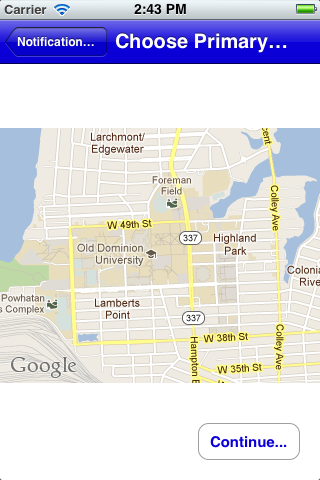 Carrier 2:43 PM
Notification... Choose Primary...
Larchmont/
Edgewater
Foreman
Field
Colley Ave
W 49th St
337
Old Dominion
University
Highland
Park
Colonia
River
Powhatan
s Complex
Lamberts
Point
337
W 38th St
Hampton B
W 35th St
Colley Ave
Google
Continue...